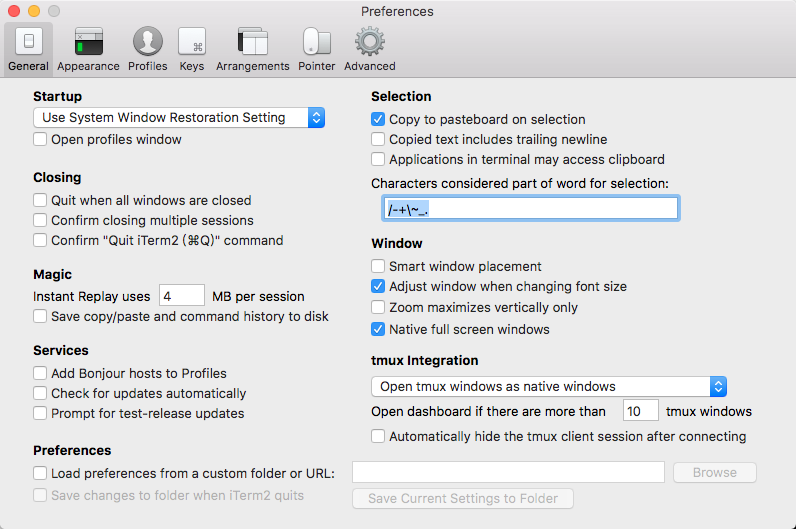 Preferences
General Appearance Profiles Keys Arrangements Pointer Advanced
Startup
Use System Window Restoration Setting
Open profiles window
Closing
Quit when all windows are closed
Confirm closing multiple sessions
Confirm "Quit iTerm2 (⌘Q)" command
Magic
Instant Replay uses 4 MB per session
Save copy/paste and command history to disk
Services
Add Bonjour hosts to Profiles
Check for updates automatically
Prompt for test-release updates
Preferences
Load preferences from a custom folder or URL:
Browse
Save changes to folder when iTerm2 quits
Save Current Settings to Folder
Selection
Copy to pasteboard on selection
Copied text includes trailing newline
Applications in terminal may access clipboard
Characters considered part of word for selection:
/-+\~_.
Window
Smart window placement
Adjust window when changing font size
Zoom maximizes vertically only
Native full screen windows
tmux Integration
Open tmux windows as native windows
Open dashboard if there are more than 10 tmux windows
Automatically hide the tmux client session after connecting